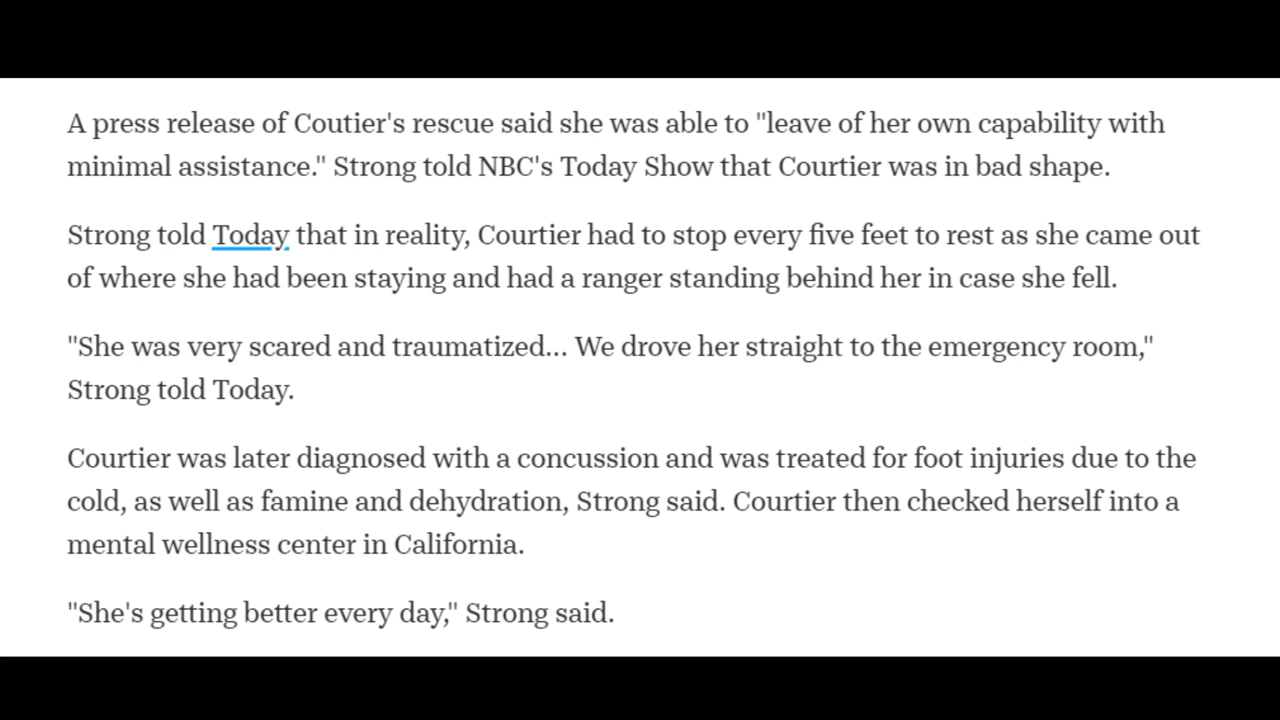 A press release of Coutier's rescue said she was able to "leave of her own capability with
minimal assistance." Strong told NBC's Today Show that Courtier was in bad shape.
Strong told Today that in reality, Courtier had to stop every five feet to rest as she came out
of where she had been staying and had a ranger standing behind her in case she fell.
"She was very scared and traumatized... We drove her straight to the emergency room,"
Strong told Today.
Courtier was later diagnosed with a concussion and was treated for foot injuries due to the
cold, as well as famine and dehydration, Strong said. Courtier then checked herself into a
mental wellness center in California.
"She's getting better every day," Strong said.